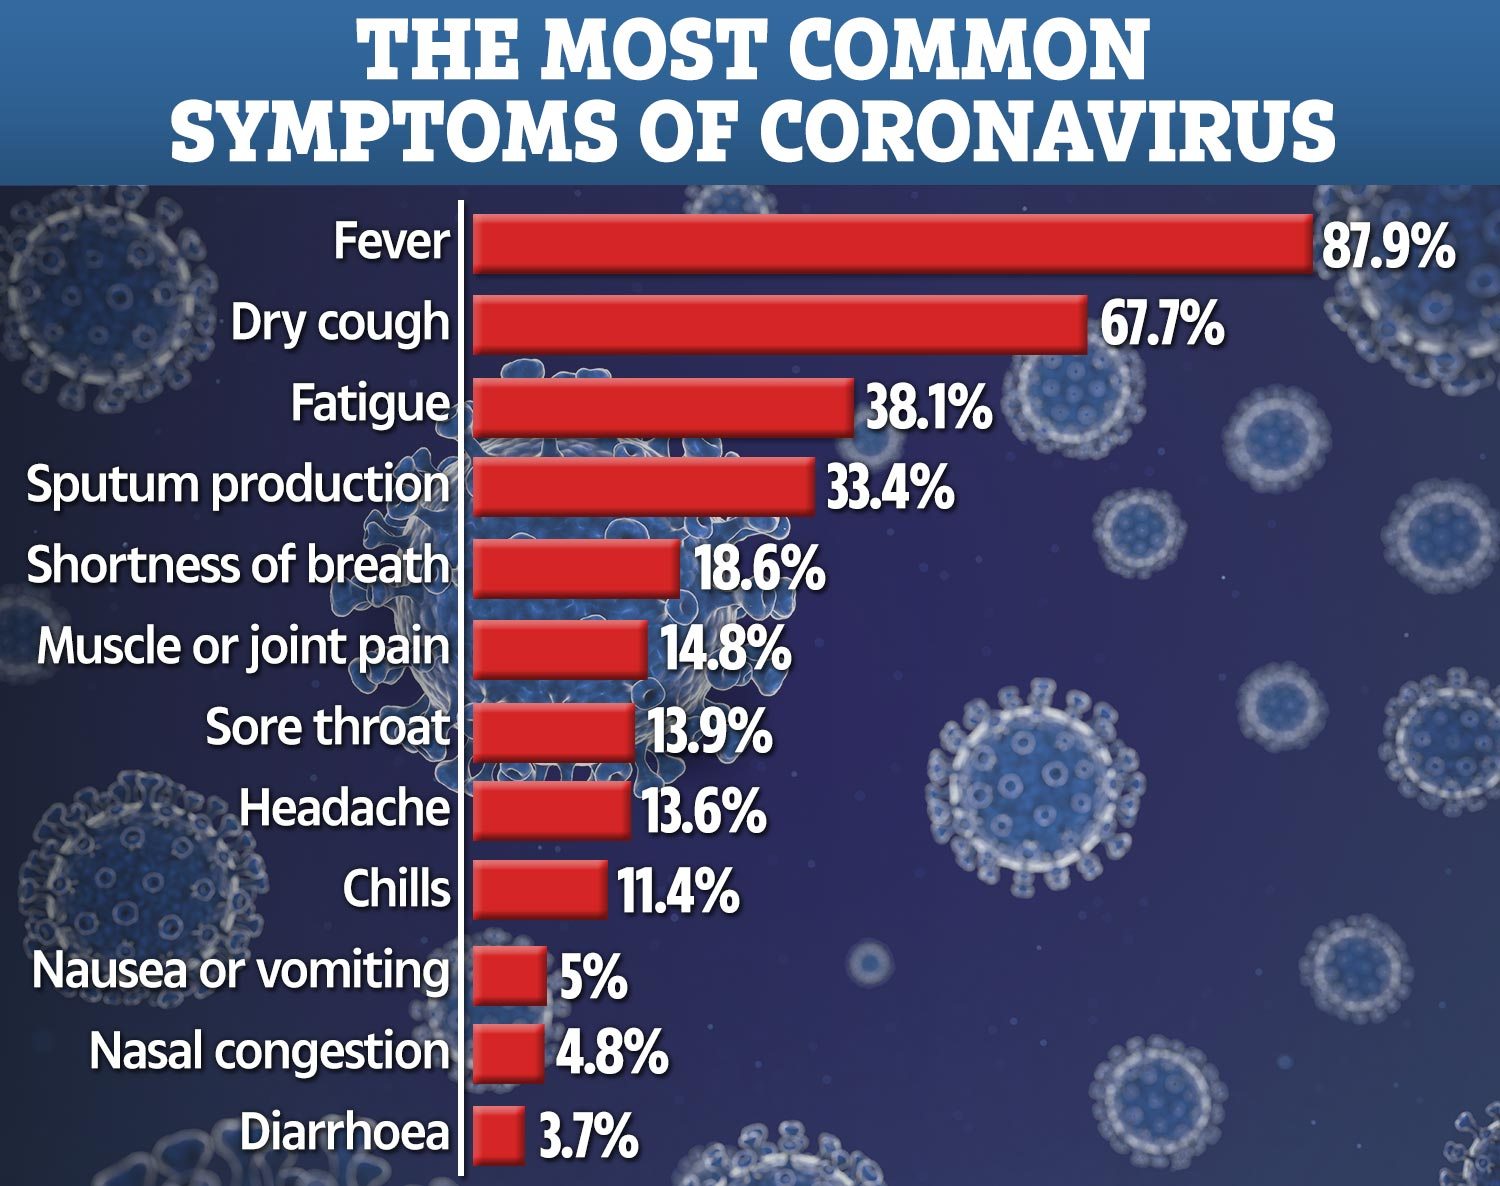 THE MOST COMMON
SYMPTOMS OF CORONAVIRUS
Fever 87.9%
Dry cough 67.7%
Fatigue 38.1%
Sputum production 33.4%
Shortness of breath 18.6%
Muscle or joint pain 14.8%
Sore throat 13.9%
Headache 13.6%
Chills 11.4%
Nausea or vomiting 5%
Nasal congestion 4.8%
Diarrhoea 3.7%